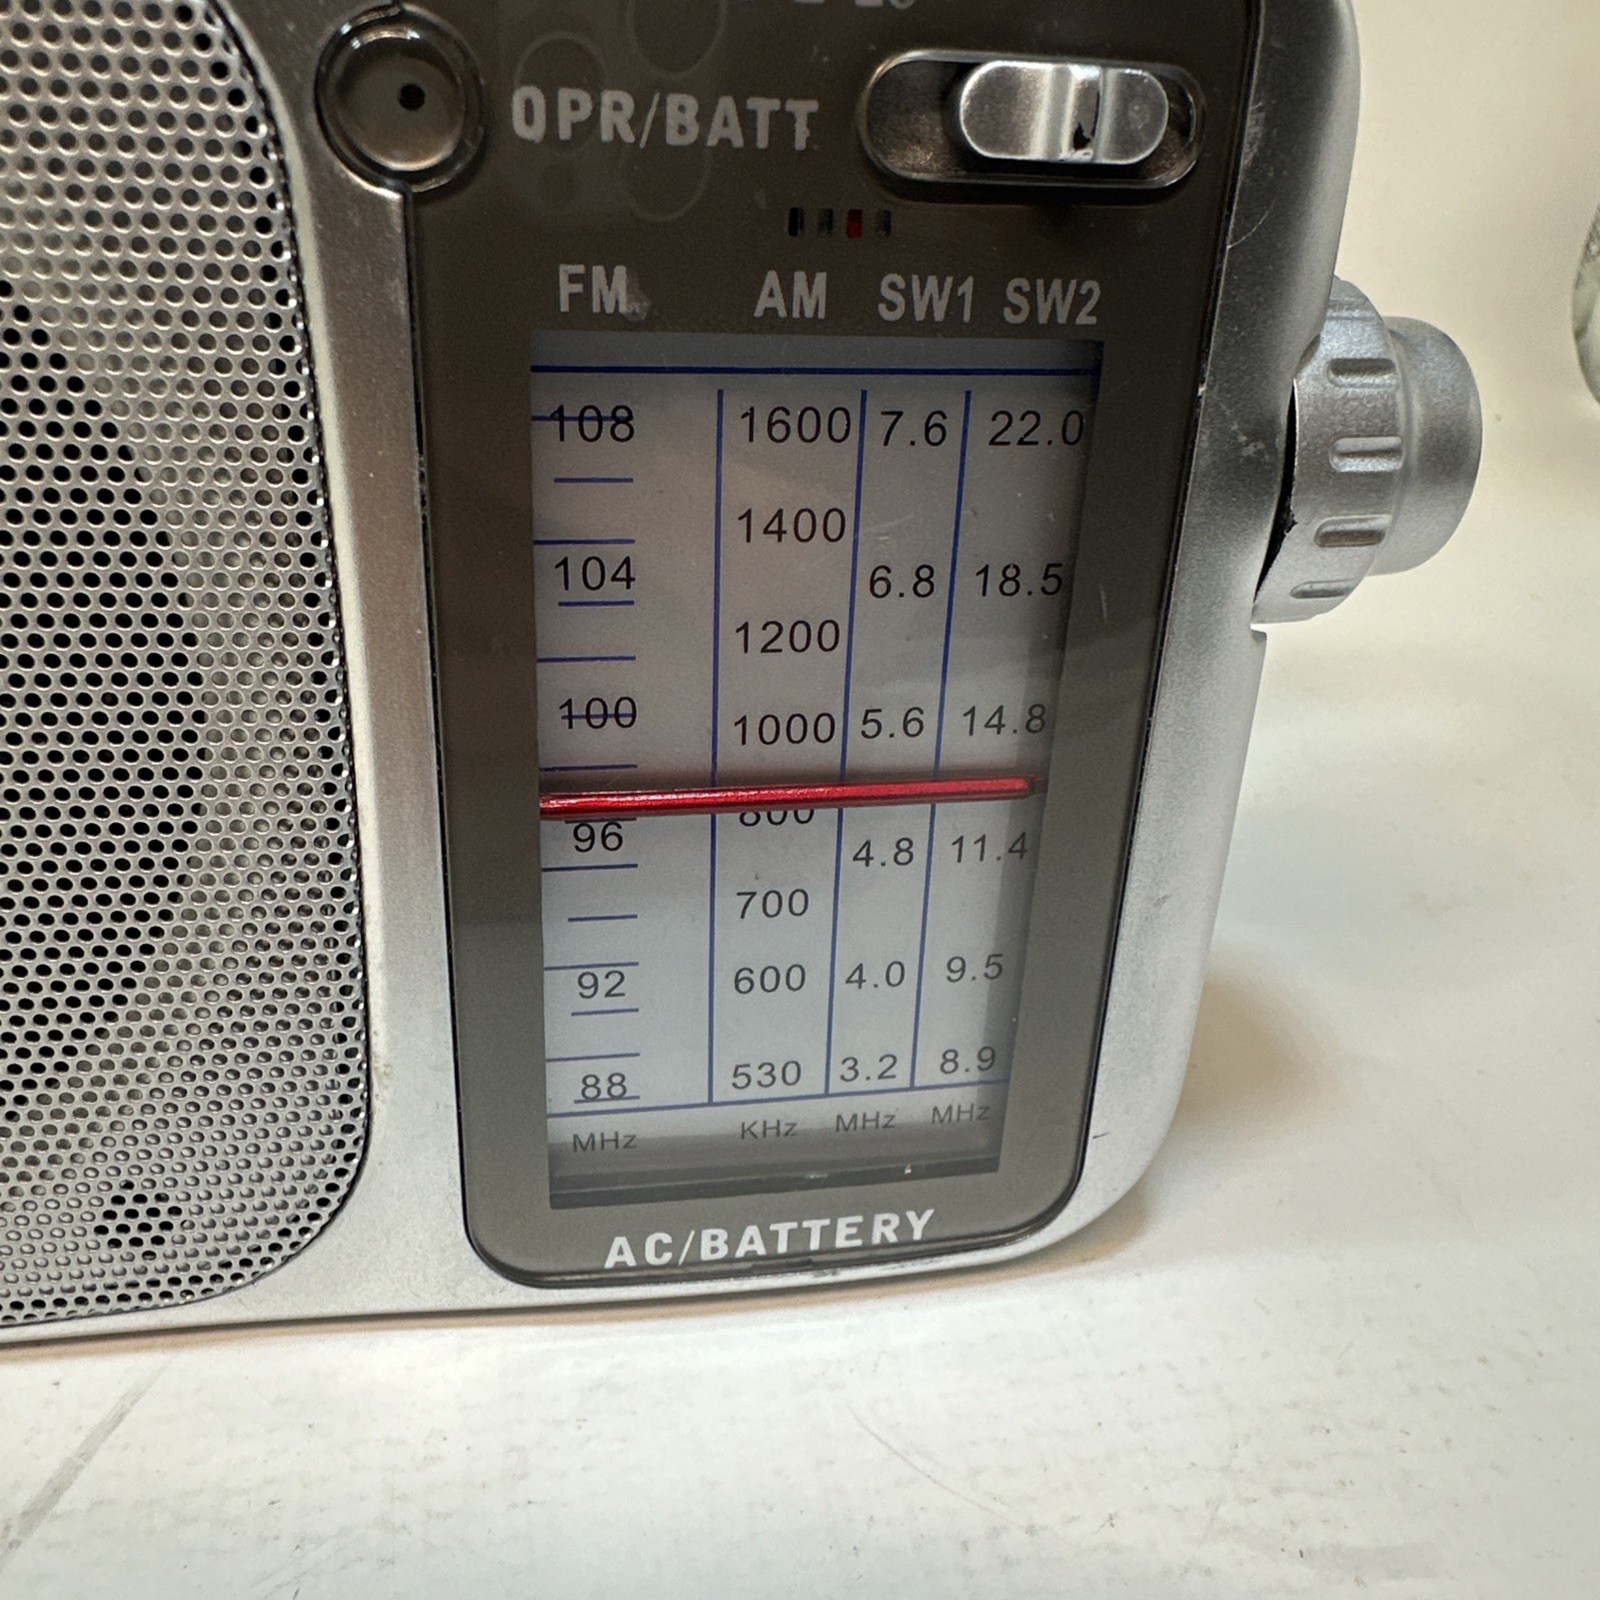 OPR/BATT
FM AM SW1 SW2
108 1600 7.6 22.0
1400
104 6.8 18.5
1200
100 1000 5.6 14.8
800
96 4.8 11.4
700
92 600 4.0 9.5
88 530 3.2 8.9
MHz KHz MHz MHz
AC/BATTERY